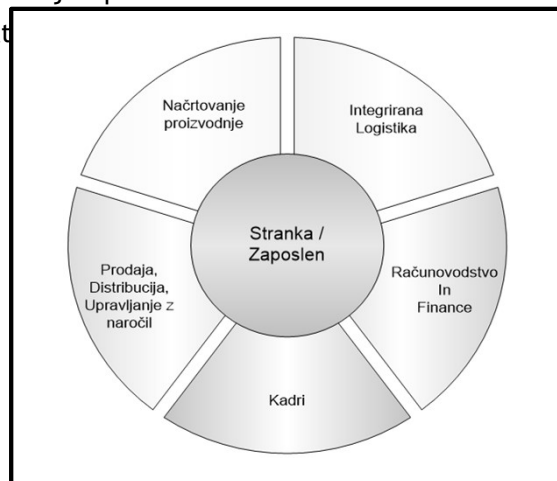 t
Načrtovanje
proizvodnje
Integrirana
Logistika
Stranka /
Zaposlen
Prodaja,
Distribucija,
Upravljanje z
naročil
Računovodstvo
In
Finance
Kadri